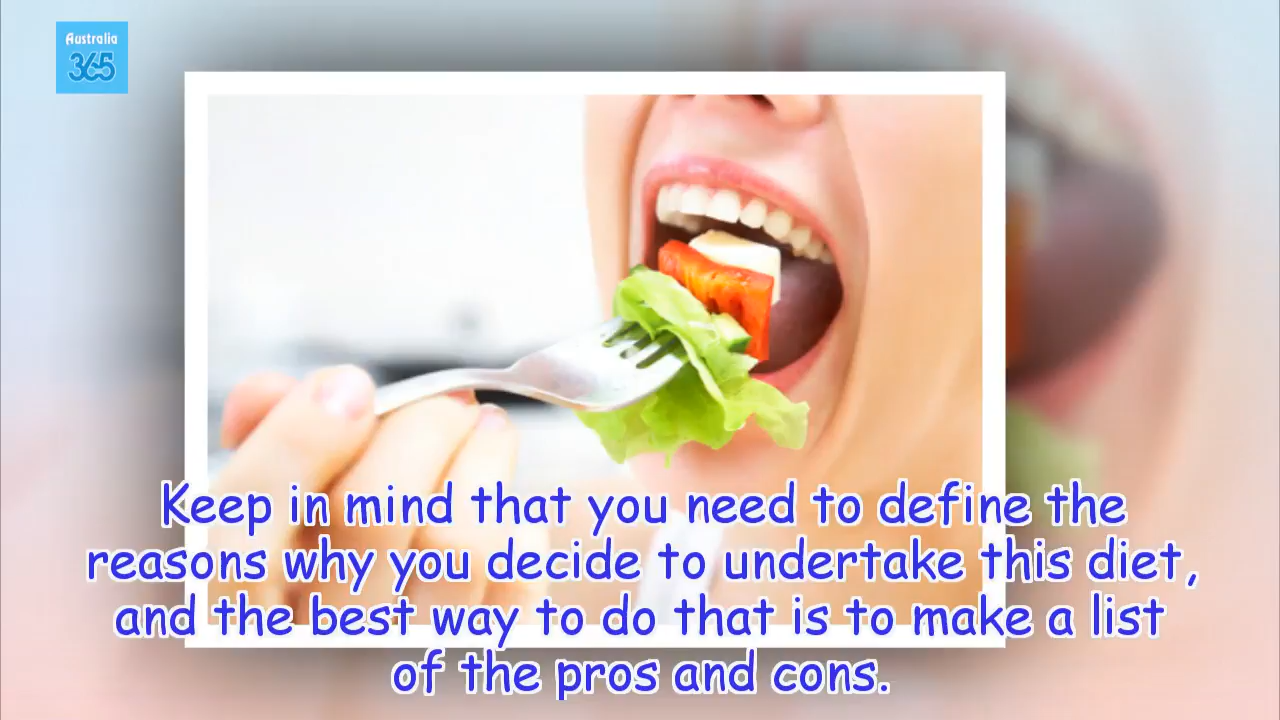 Australia
365
Keep in mind that you need to define the
reasons why you decide to undertake this diet,
and the best way to do that is to make a list
of the pros and cons.